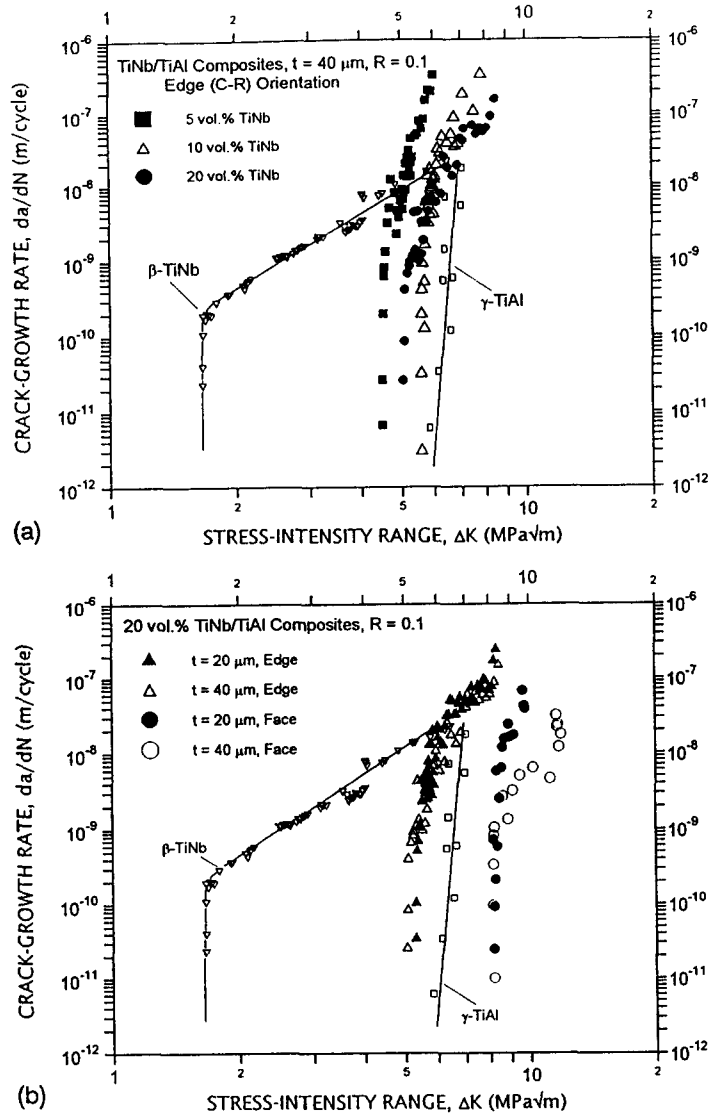 1 2 5 10 2
10-6 10-6
TiNb/TiAl Composites, t = 40 μm, R = 0.1
Edge (C-R) Orientation
5 vol.% TiNb
10 vol.% TiNb
20 vol.% TiNb
10-7 10-7
10-8 10-8
10-9 10-9
10-10 10-10
10-11 10-11
10-12 10-12
β-TiNb
γ-TiAl
CRACK-GROWTH RATE, da/dN (m/cycle)
1 2 5 10 2
(a)
STRESS-INTENSITY RANGE, ΔK (MPa√m)
1 2 5 10 2
10-6 10-6
20 vol.% TiNb/TiAl Composites, R = 0.1
t = 20 μm, Edge
t = 40 μm, Edge
t = 20 μm, Face
t = 40 μm, Face
10-7 10-7
10-8 10-8
10-9 10-9
10-10 10-10
10-11 10-11
10-12 10-12
β-TiNb
γ-TiAl
CRACK-GROWTH RATE, da/dN (m/cycle)
1 2 5 10 2
(b)
STRESS-INTENSITY RANGE, ΔK (MPa√m)